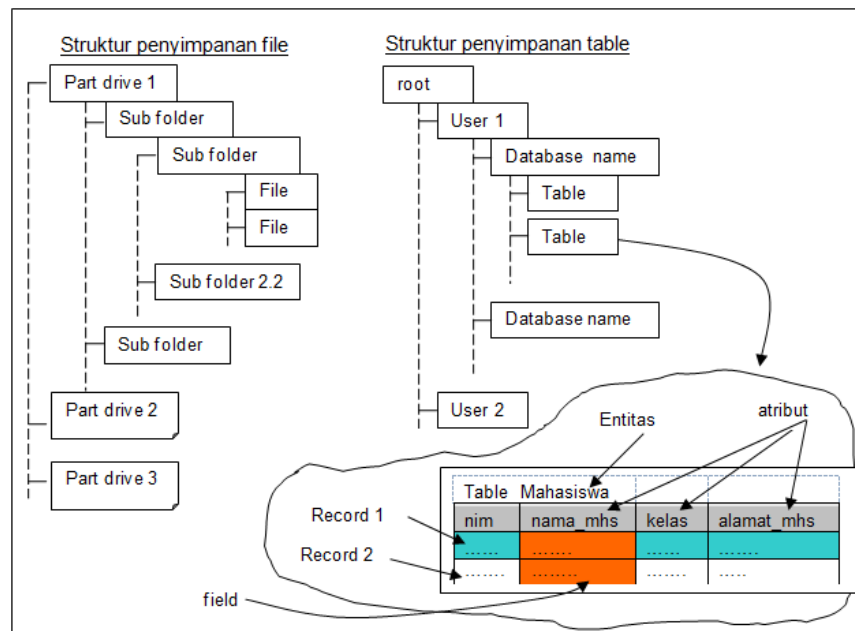 Struktur penyimpanan file
Part drive 1
Sub folder
Sub folder
File
File
Sub folder 2.2
Sub folder
Part drive 2
Part drive 3
Struktur penyimpanan table
root
User 1
Database name
Table
Table
Database name
User 2
Entitas
atribut
Table Mahasiswa
nim nama_mhs kelas alamat_mhs
Record 1
...... ....... ...... .......
Record 2
....... ........ ...... .....
field